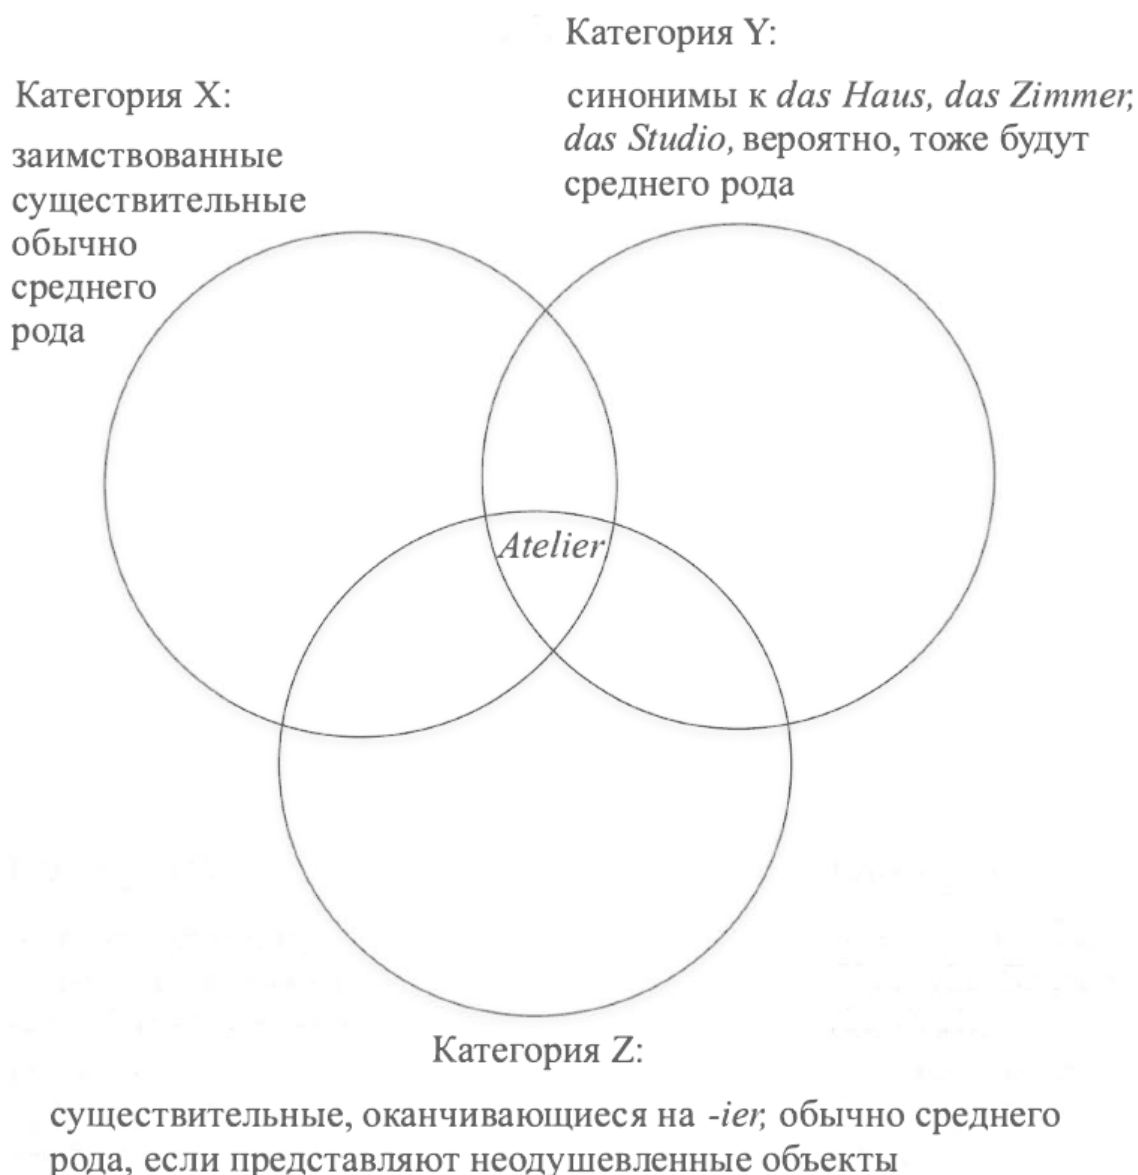 Категория Y:
синонимы к das Haus, das Zimmer,
das Studio, вероятно, тоже будут
среднего рода
Категория X:
заимствованные
существительные
обычно
среднего
рода
Atelier
Категория Z:
существительные, оканчивающиеся на -ier, обычно среднего
рода, если представляют неодушевленные объекты